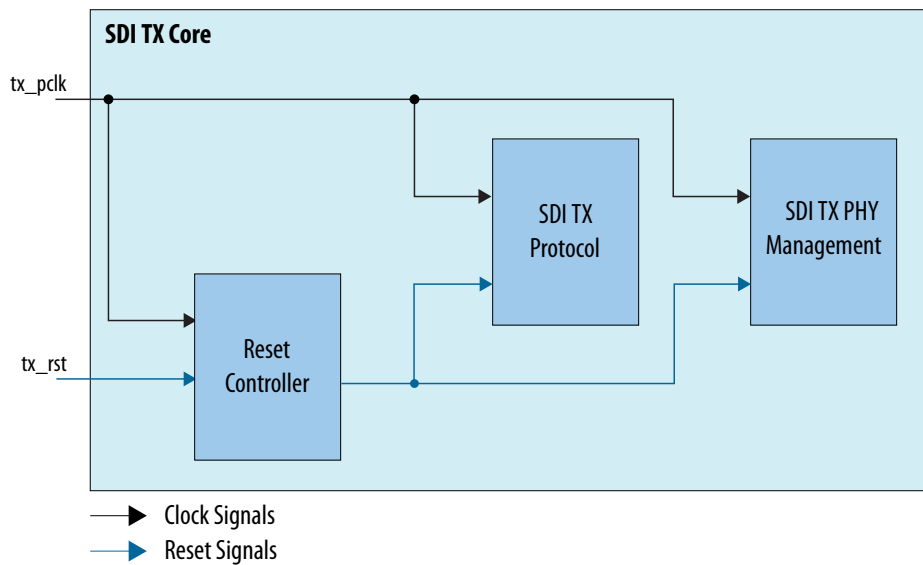 SDI TX Core
tx_pclk
SDI TX
Protocol
SDI TX PHY
Management
Reset
Controller
tx_rst
Clock Signals
Reset Signals